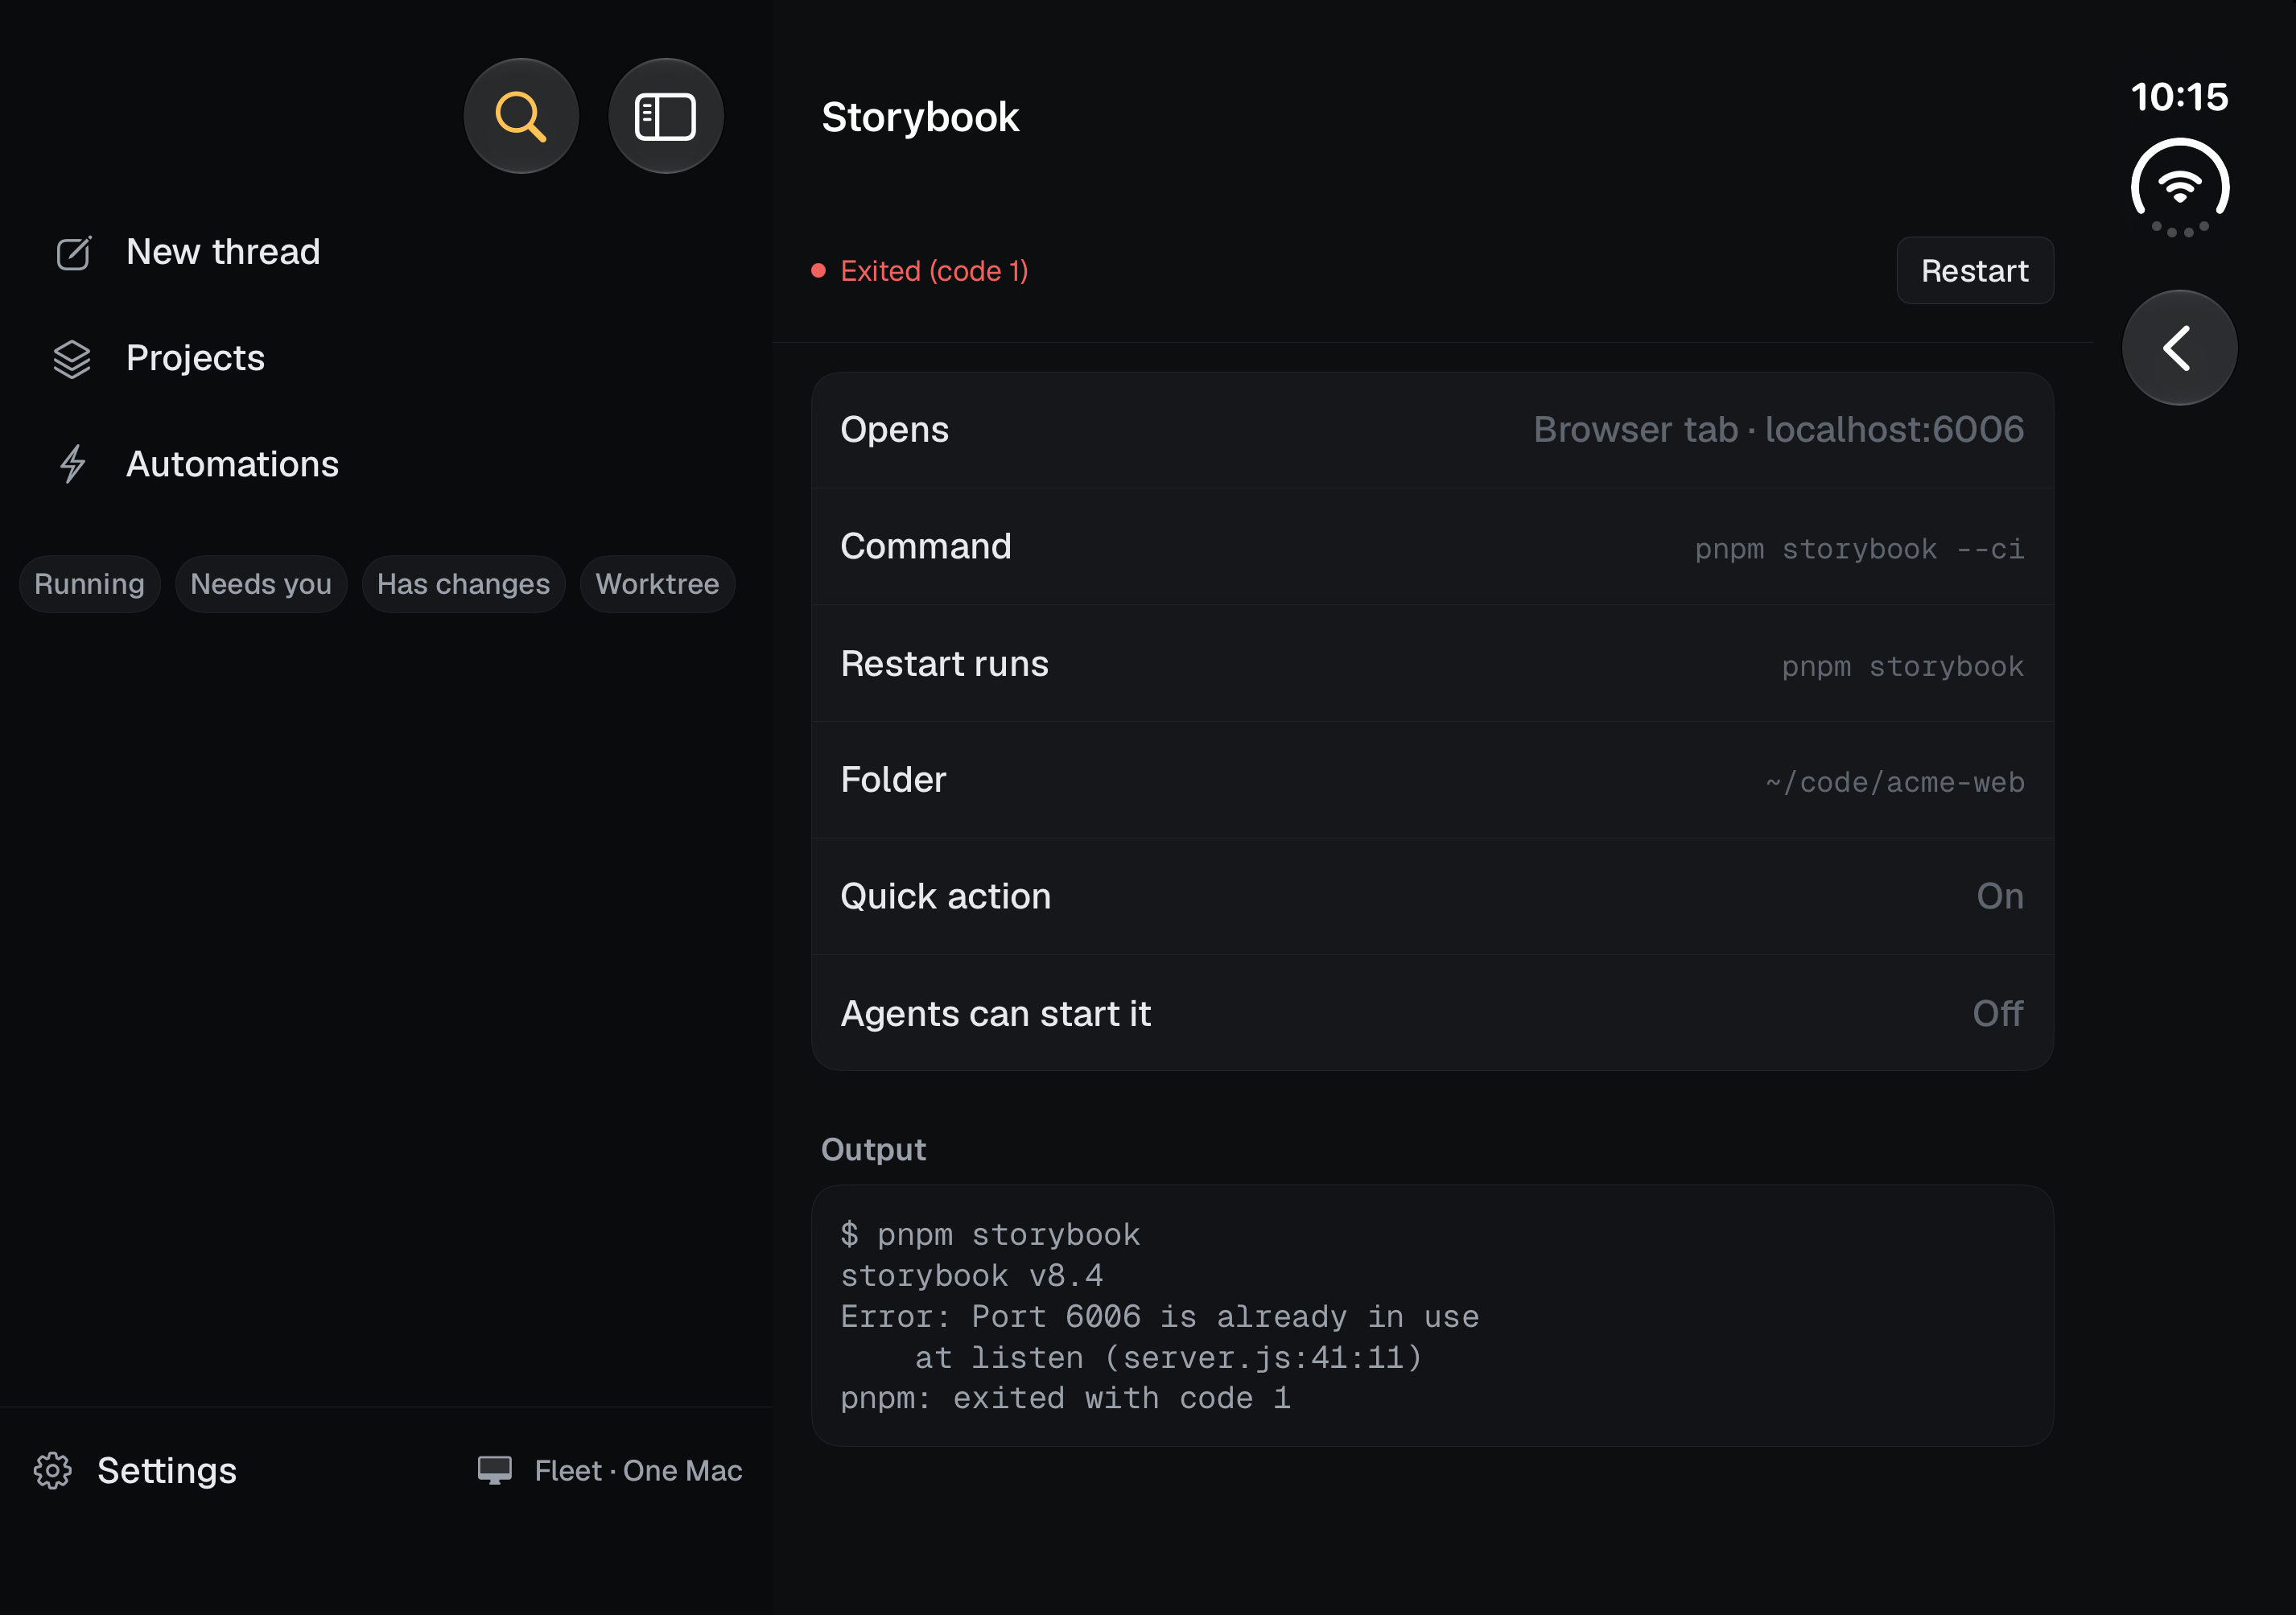 New thread
Projects
Automations
Running Needs you Has changes Worktree
Settings
Fleet · One Mac
Storybook
10:15
Exited (code 1)
Restart
Opens Browser tab · localhost:6006
Command pnpm storybook --ci
Restart runs pnpm storybook
Folder ~/code/acme-web
Quick action On
Agents can start it Off
Output
$ pnpm storybook
storybook v8.4
Error: Port 6006 is already in use
    at listen (server.js:41:11)
pnpm: exited with code 1